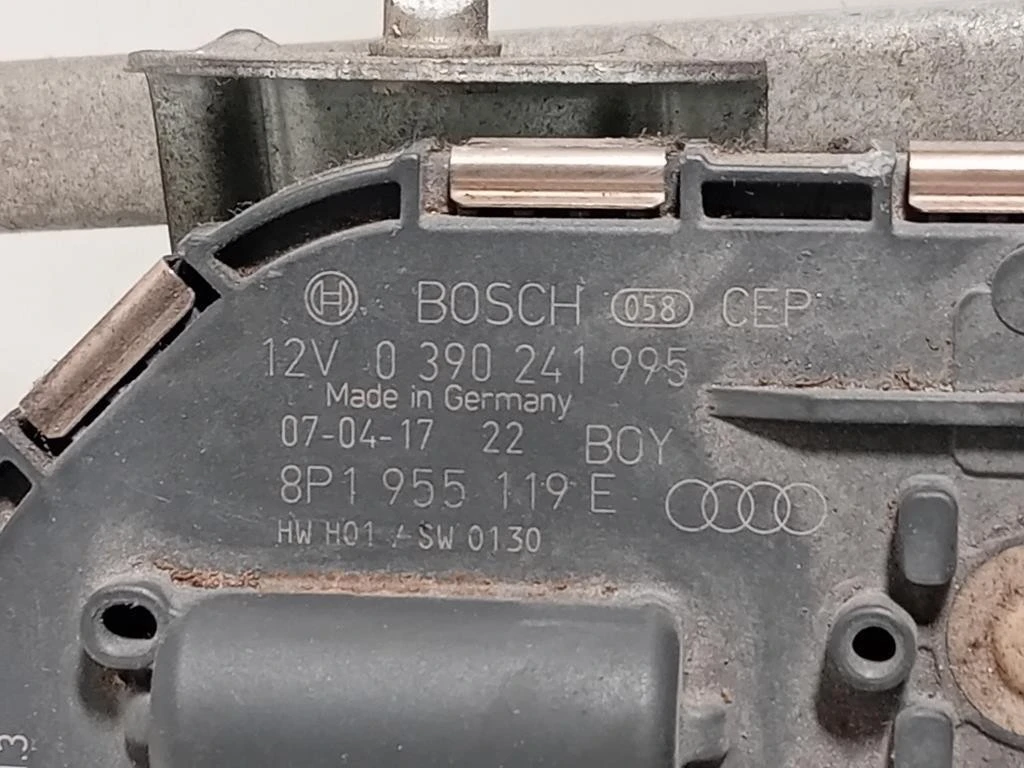 H BOSCH 058 CEP
12V 0 390 241 995
Made in Germany
07-04-17 22 BOY
8P1 955 119 E
HW H01 / SW 0130
3